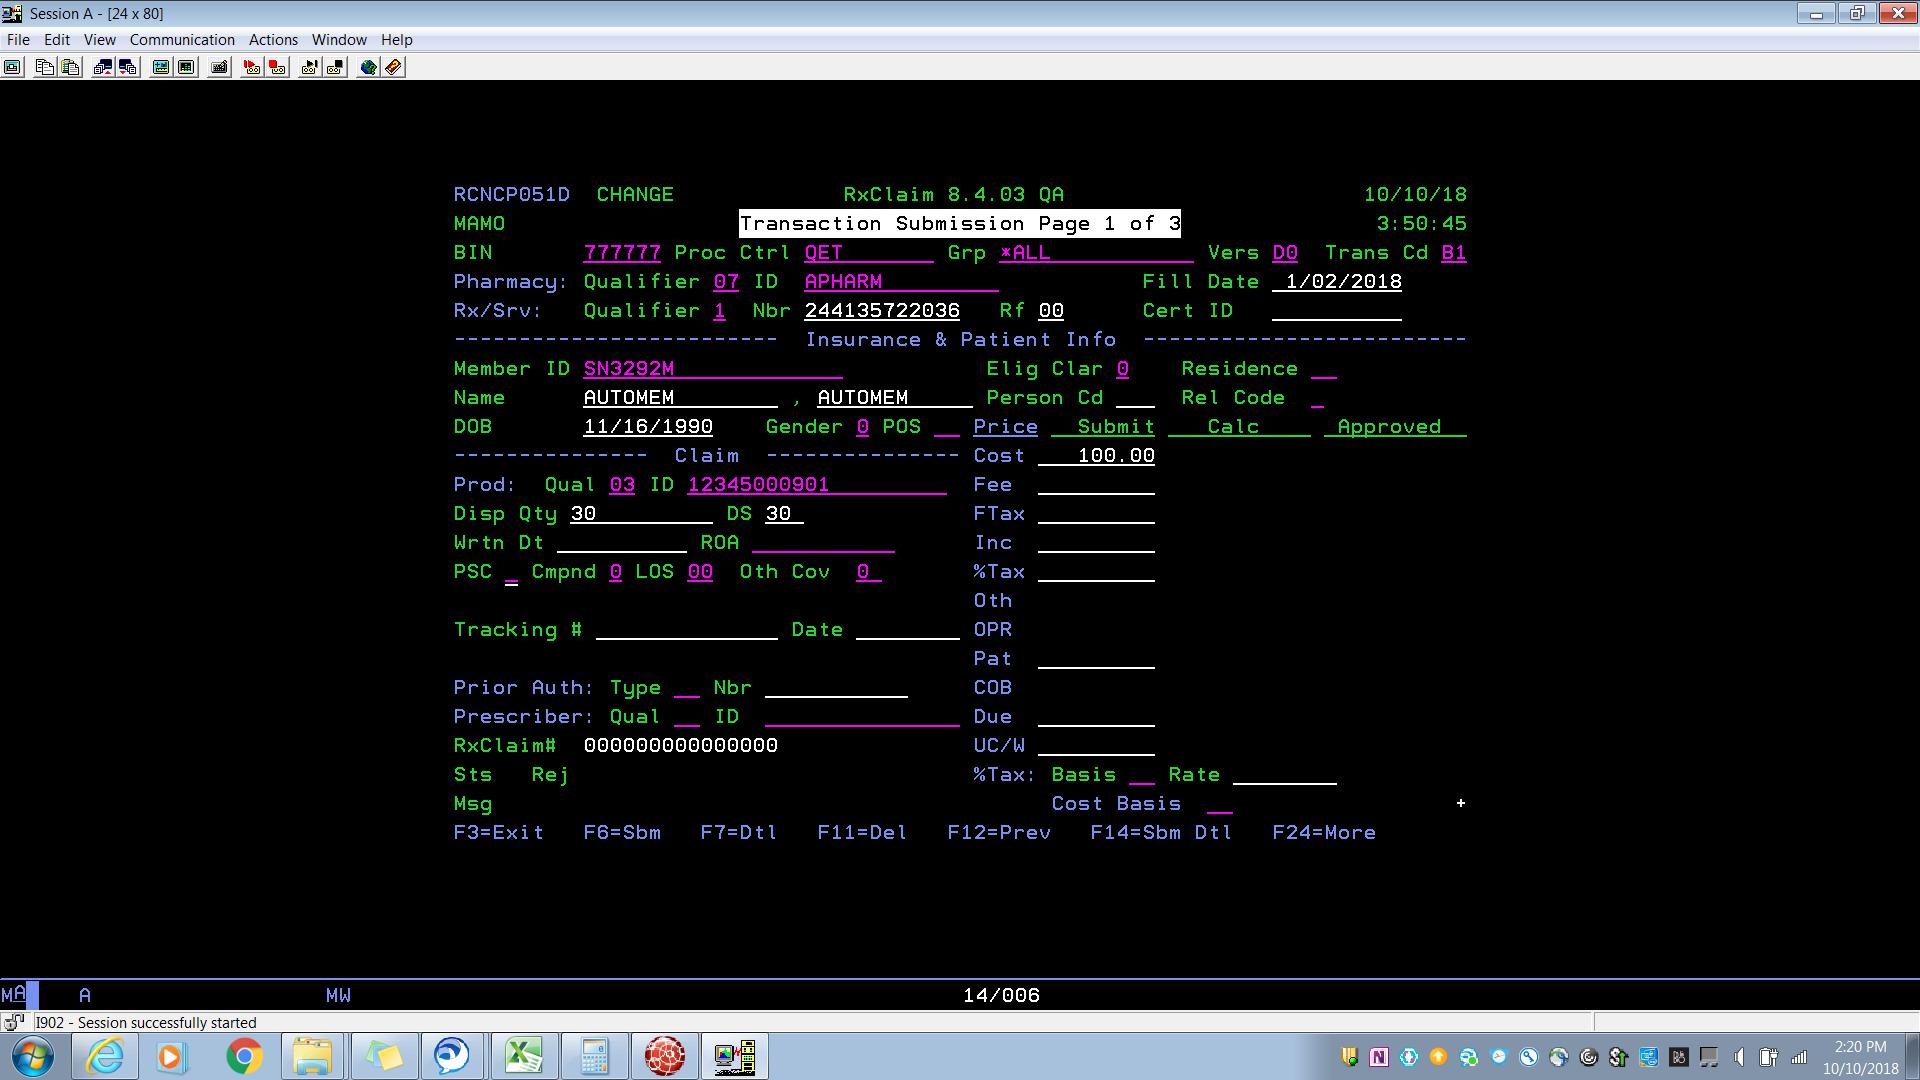 Session A - [24 x 80]
File Edit View Communication Actions Window Help
RCNCP051D CHANGE RxClaim 8.4.03 QA 10/10/18
MAMO Transaction Submission Page 1 of 3 3:50:45
BIN 777777 Proc Ctrl QET Grp *ALL Vers D0 Trans Cd B1
Pharmacy: Qualifier 07 ID APHARM Fill Date 1/02/2018
Rx/Srv: Qualifier 1 Nbr 244135722036 Rf 00 Cert ID
------------------------- Insurance & Patient Info -------------------------
Member ID SN3292M Elig Clar 0 Residence
Name AUTOMEM , AUTOMEM Person Cd Rel Code
DOB 11/16/1990 Gender 0 POS Price Submit Calc Approved
--------------- Claim --------------- Cost 100.00
Prod: Qual 03 ID 12345000901 Fee
Disp Qty 30 DS 30 FTax
Wrtn Dt ROA Inc
PSC Cmpnd 0 LOS 00 Oth Cov 0 %Tax
Oth
Tracking # Date OPR
Pat
Prior Auth: Type Nbr COB
Prescriber: Qual ID Due
RxClaim# 000000000000000 UC/W
Sts Rej %Tax: Basis Rate
Msg Cost Basis +
F3=Exit F6=Sbm F7=Dtl F11=Del F12=Prev F14=Sbm Dtl F24=More
MA A MW 14/006
I902 - Session successfully started
2:20 PM
10/10/2018